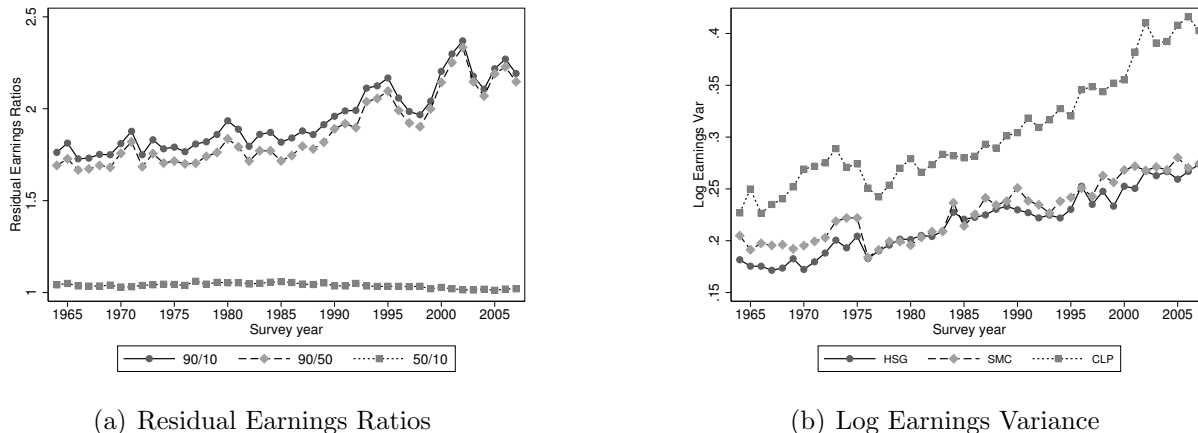 2.5
2
1.5
1
Residual Earnings Ratios
1965 1970 1975 1980 1985 1990 1995 2000 2005
Survey year
90/10 90/50 50/10
(a) Residual Earnings Ratios
.4
.35
.3
.25
.2
.15
Log Earnings Var
1965 1970 1975 1980 1985 1990 1995 2000 2005
Survey year
HSG SMC CLP
(b) Log Earnings Variance